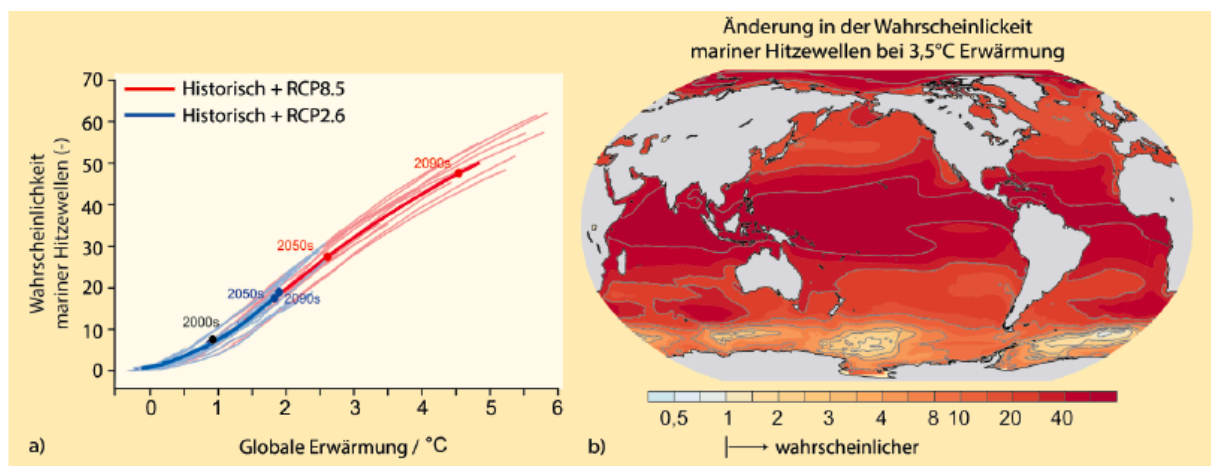 Änderung in der Wahrscheinlickeit
mariner Hitzewellen bei 3,5°C Erwärmung
70
60
50
40
30
20
10
0
Wahrscheinlichkeit
mariner Hitzewellen (-)
Historisch + RCP8.5
Historisch + RCP2.6
2090s
2050s
2050s
2090s
2000s
0
1
2
3
4
5
6
a)
Globale Erwärmung / °C
0,5
1
2
3
4
8
10
20
40
b)
wahrscheinlicher